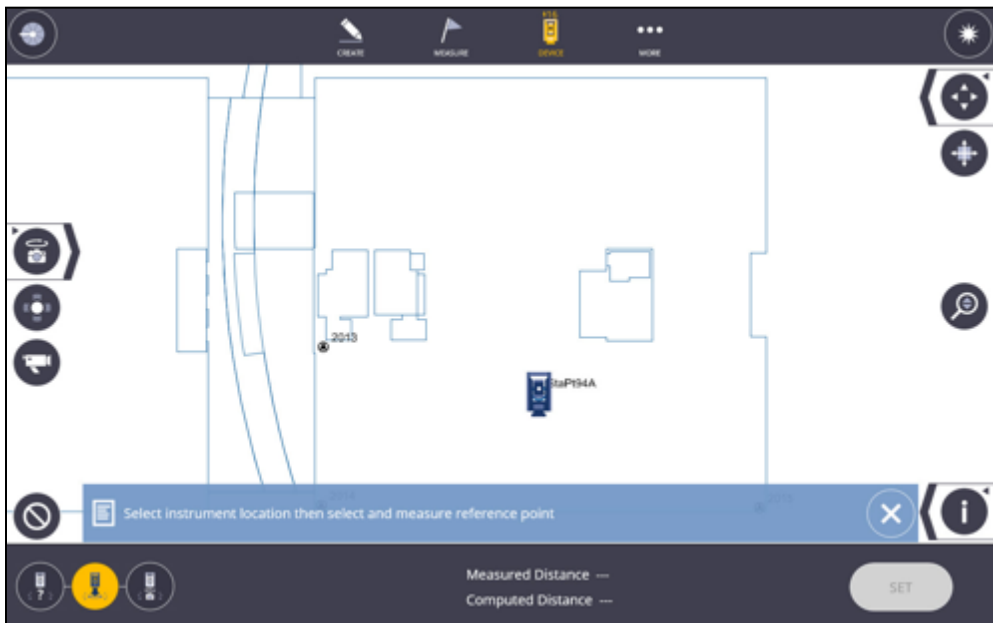 CREATE
MEASURE
DEVICE
MORE
2013
StaPt94A
Select instrument location then select and measure reference point
Measured Distance ---
Computed Distance ---
SET